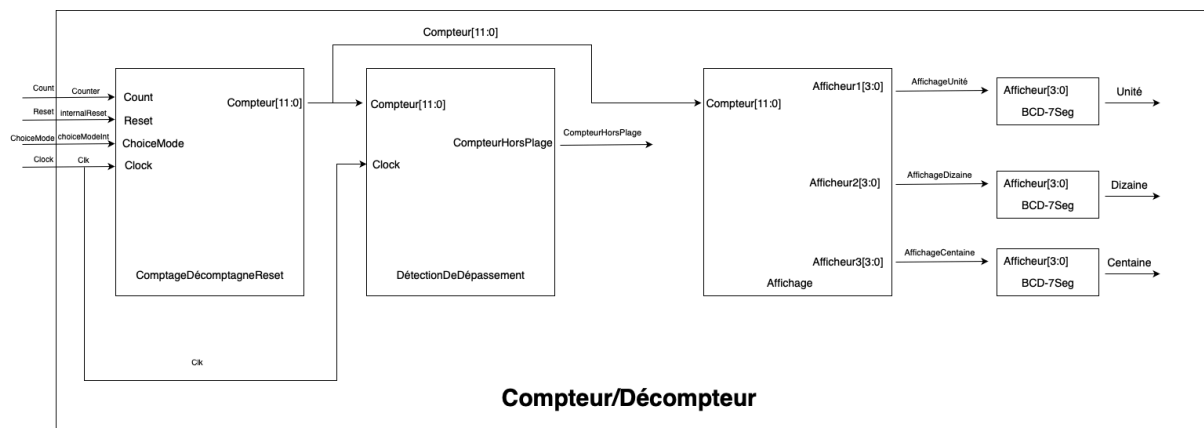 Compteur[11:0]
Count
Counter
Reset
internalReset
ChoiceMode
choiceModeInt
Clock
Clk
Count
Reset
ChoiceMode
Clock
Compteur[11:0]
ComptageDécomptagneReset
Compteur[11:0]
CompteurHorsPlage
Clock
DétectionDeDépassement
CompteurHorsPlage
Compteur[11:0]
Afficheur1[3:0]
Afficheur2[3:0]
Afficheur3[3:0]
Affichage
AffichageUnité
Afficheur[3:0]
BCD-7Seg
Unité
AffichageDizaine
Afficheur[3:0]
BCD-7Seg
Dizaine
AffichageCentaine
Afficheur[3:0]
BCD-7Seg
Centaine
Clk
Compteur/Décompteur